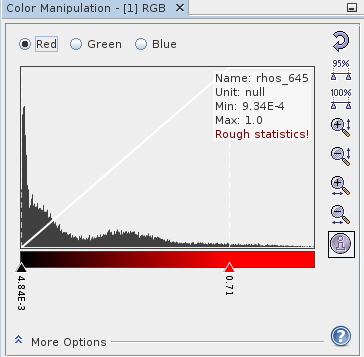 Color Manipulation - [1] RGB
Red Green Blue
95%
100%
Name: rhos_645
Unit: null
Min: 9.34E-4
Max: 1.0
Rough statistics!
4.84E-3
0.71
More Options